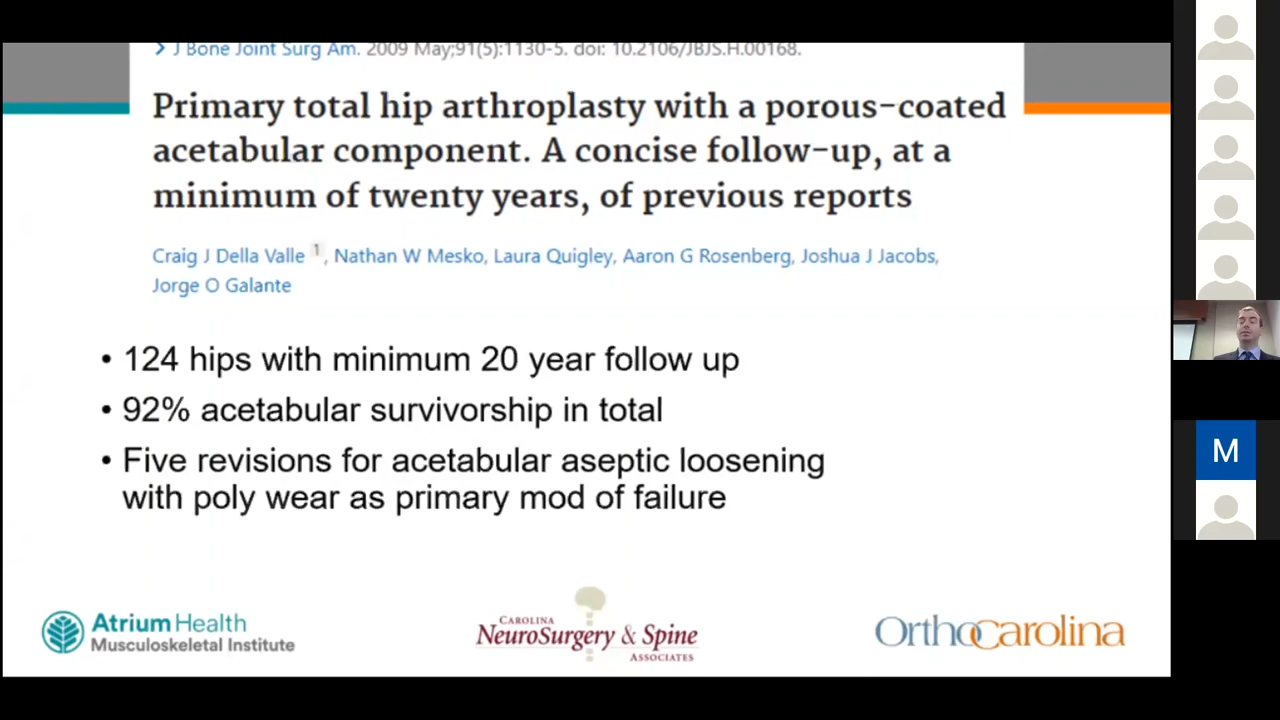 > J Bone Joint Surg Am. 2009 May;91(5):1130-5. doi: 10.2106/JBJS.H.00168.
Primary total hip arthroplasty with a porous-coated
acetabular component. A concise follow-up, at a
minimum of twenty years, of previous reports
Craig J Della Valle 1, Nathan W Mesko, Laura Quigley, Aaron G Rosenberg, Joshua J Jacobs,
Jorge O Galante
• 124 hips with minimum 20 year follow up
• 92% acetabular survivorship in total
• Five revisions for acetabular aseptic loosening
with poly wear as primary mod of failure
Atrium Health
Musculoskeletal Institute
CAROLINA
NEUROSURGERY & SPINE
ASSOCIATES
OrthoCarolina
M